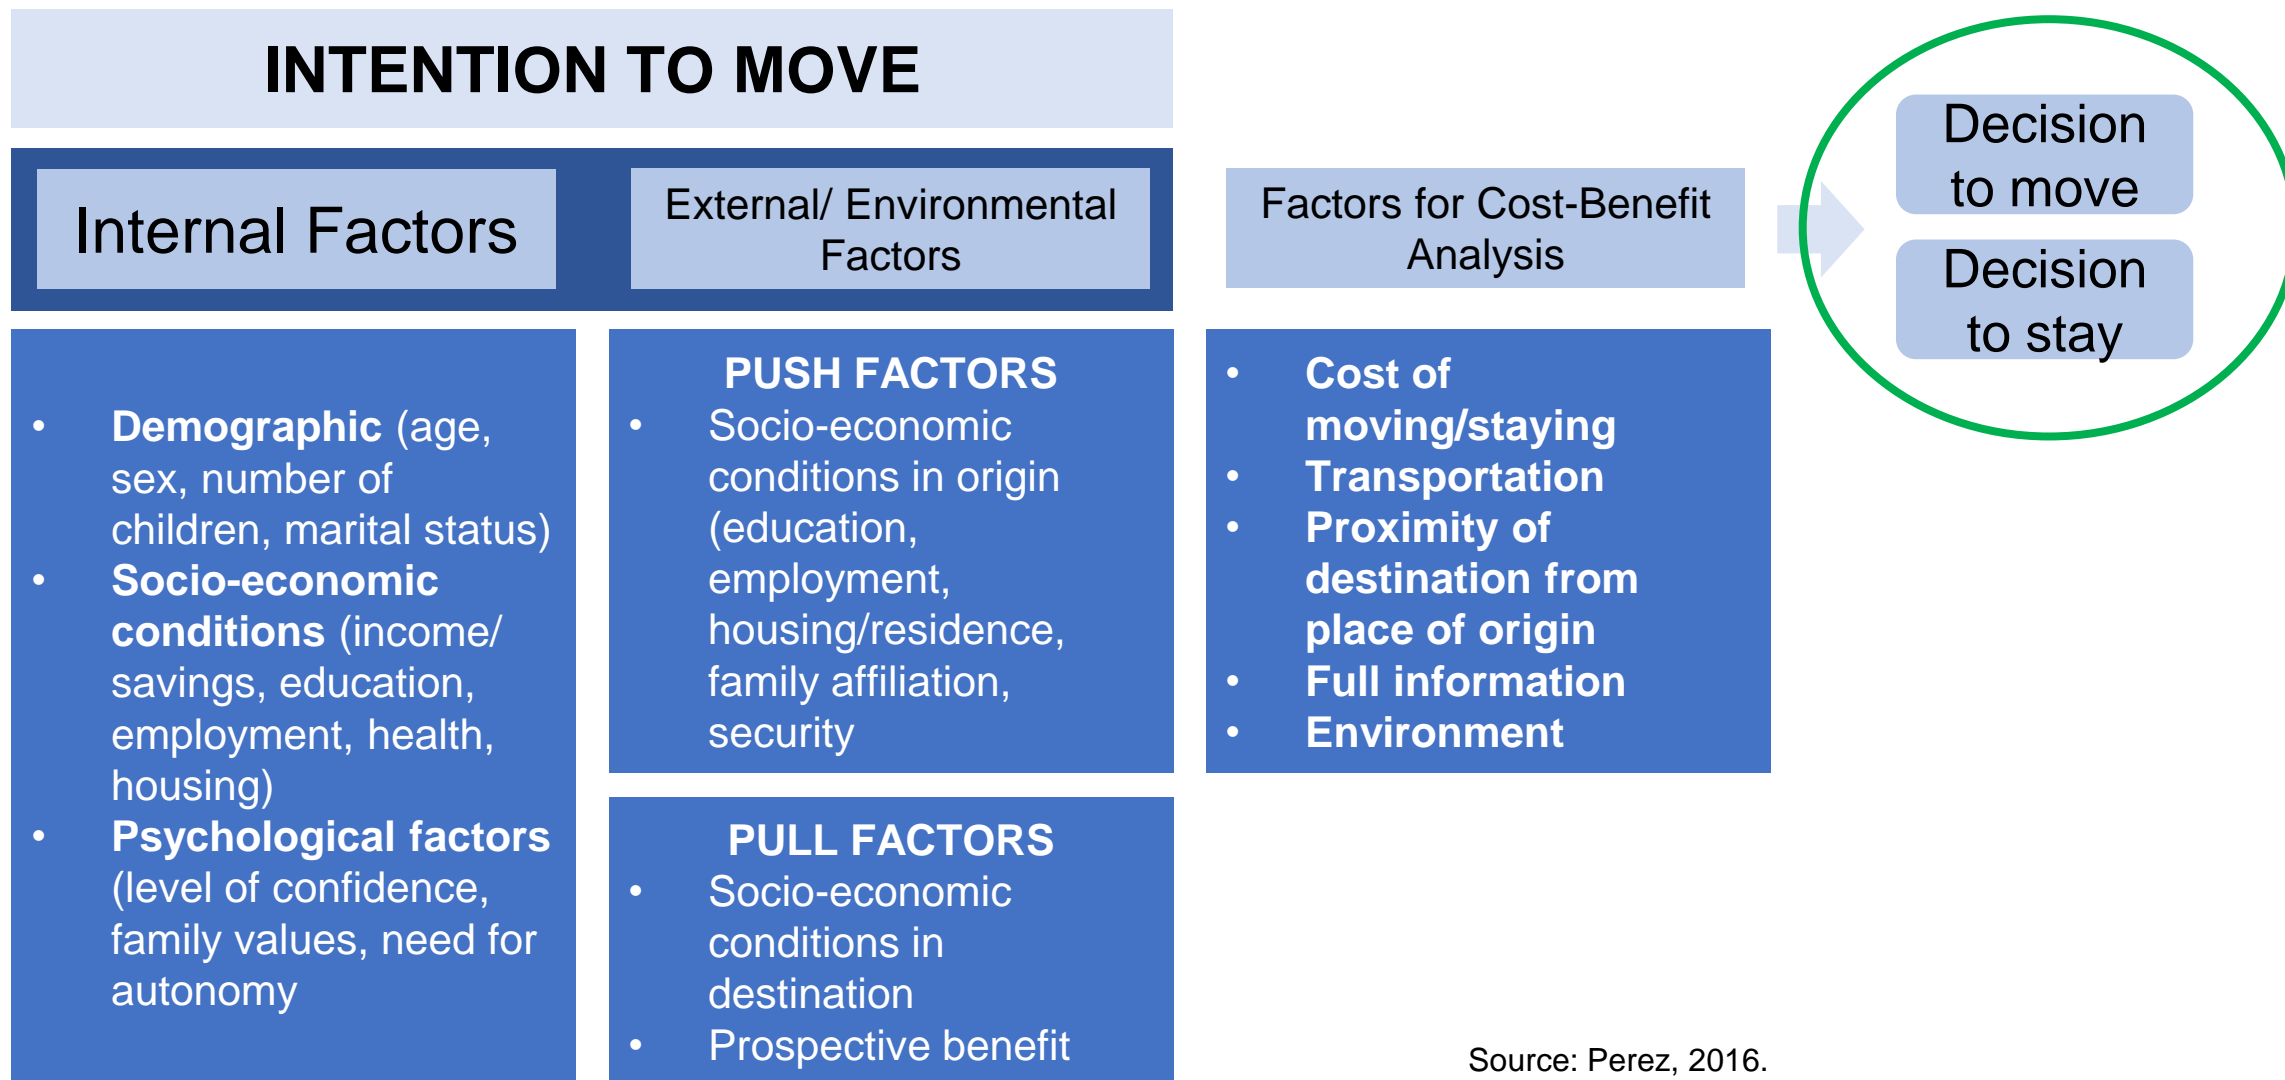 INTENTION TO MOVE
Internal Factors
External/ Environmental
Factors
Factors for Cost-Benefit
Analysis
Decision
to move
Decision
to stay
• Demographic (age,
sex, number of
children, marital status)
• Socio-economic
conditions (income/
savings, education,
employment, health,
housing)
• Psychological factors
(level of confidence,
family values, need for
autonomy
PUSH FACTORS
• Socio-economic
conditions in origin
(education,
employment,
housing/residence,
family affiliation,
security
PULL FACTORS
• Socio-economic
conditions in
destination
• Prospective benefit
• Cost of
moving/staying
• Transportation
• Proximity of
destination from
place of origin
• Full information
• Environment
Source: Perez, 2016.